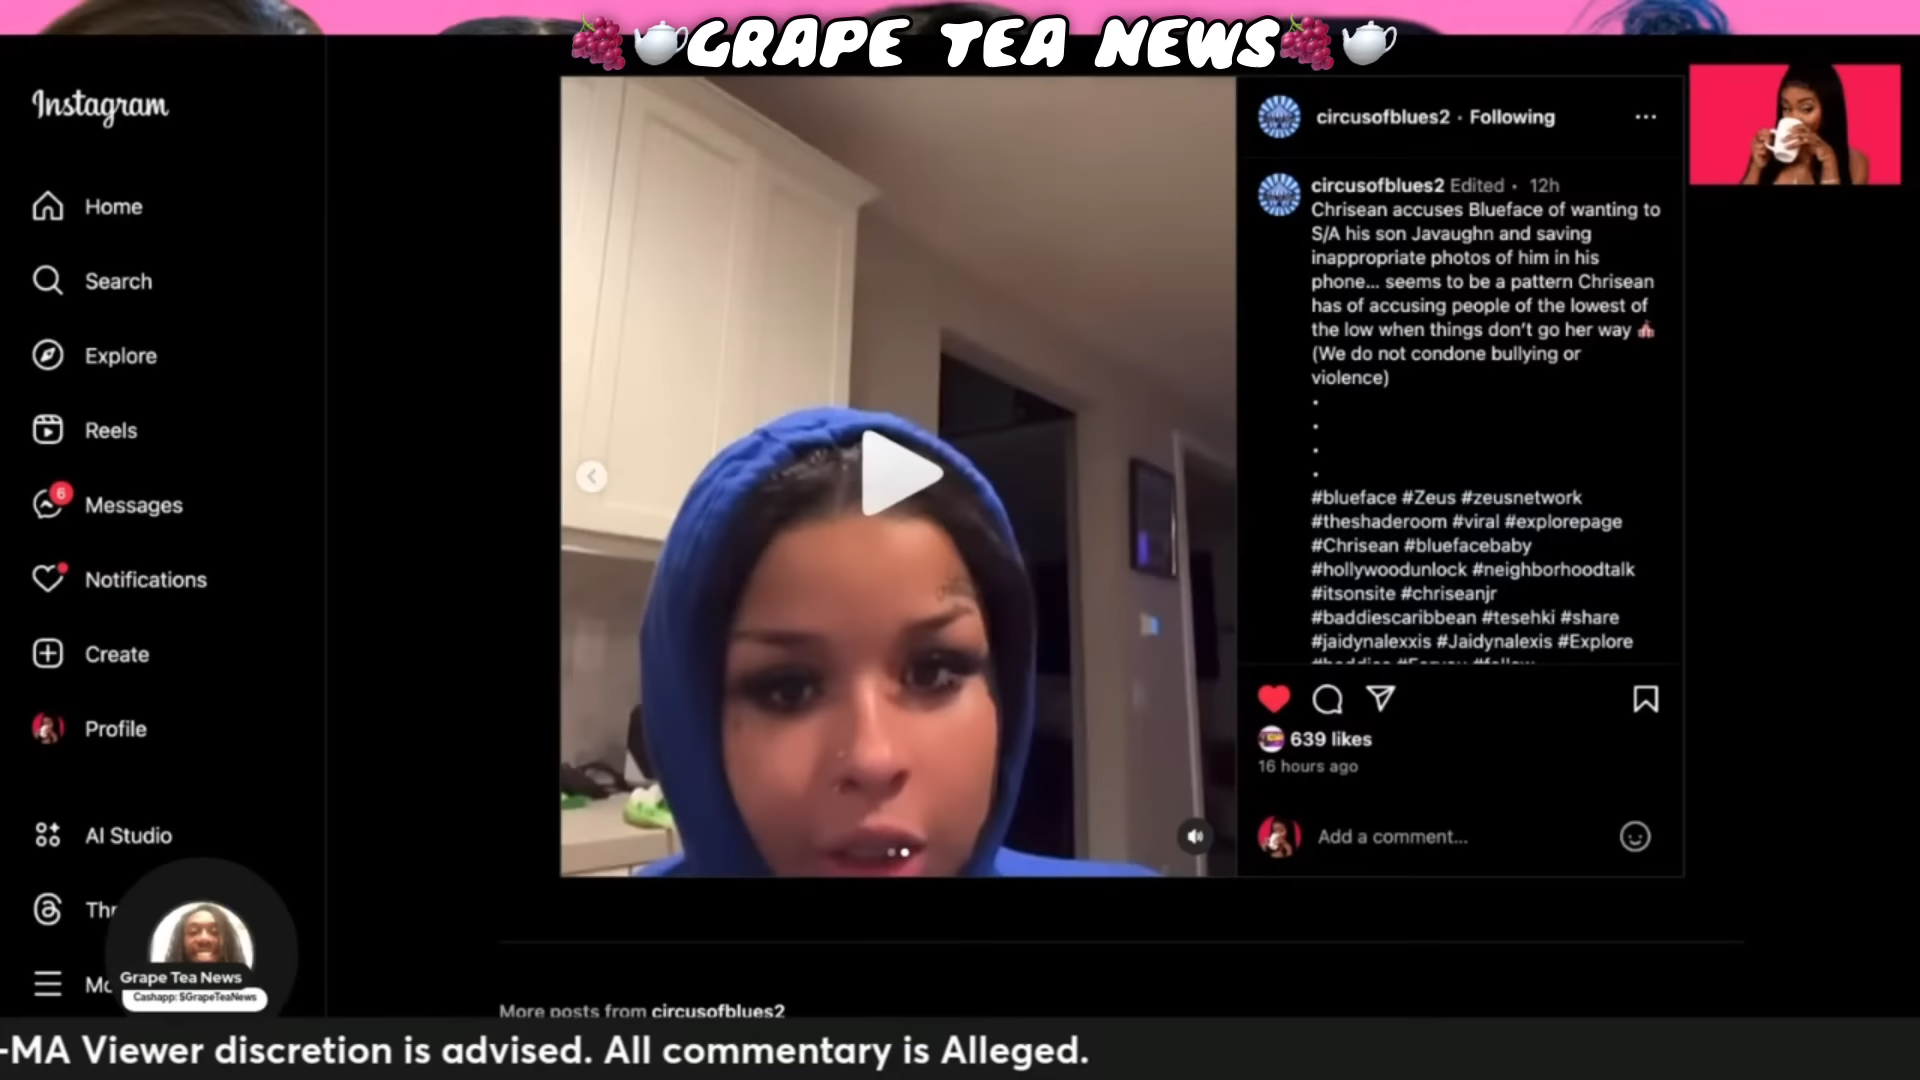 GRAPE TEA NEWS
Instagram
Home
Search
Explore
Reels
6
Messages
Notifications
Create
Profile
AI Studio
Thr
Mo
Grape Tea News
Cashapp: $GrapeTeaNews
circusofblues2 · Following
circusofblues2 Edited · 12h
Chrisean accuses Blueface of wanting to
S/A his son Javaughn and saving
inappropriate photos of him in his
phone... seems to be a pattern Chrisean
has of accusing people of the lowest of
the low when things don't go her way
(We do not condone bullying or
violence)
.
.
.
.
#blueface #Zeus #zeusnetwork
#theshaderoom #viral #explorepage
#Chrisean #bluefacebaby
#hollywoodunlock #neighborhoodtalk
#itsonsite #chriseanjr
#baddiescaribbean #tesehki #share
#jaidynalexxis #Jaidynalexis #Explore
639 likes
16 hours ago
Add a comment...
More posts from circusofblues2
-MA Viewer discretion is advised. All commentary is Alleged.